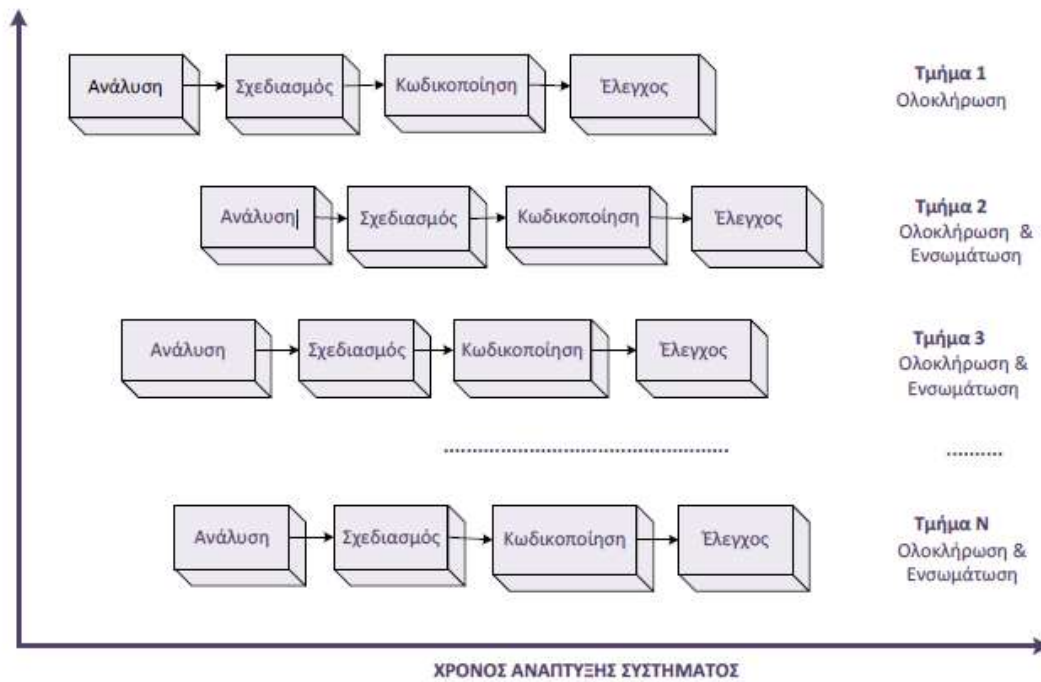 Ανάλυση
Σχεδιασμός
Κωδικοποίηση
Έλεγχος
Τμήμα 1
Ολοκλήρωση
Ανάλυση
Σχεδιασμός
Κωδικοποίηση
Έλεγχος
Τμήμα 2
Ολοκλήρωση &
Ενσωμάτωση
Ανάλυση
Σχεδιασμός
Κωδικοποίηση
Έλεγχος
Τμήμα 3
Ολοκλήρωση &
Ενσωμάτωση
Ανάλυση
Σχεδιασμός
Κωδικοποίηση
Έλεγχος
Τμήμα Ν
Ολοκλήρωση &
Ενσωμάτωση
ΧΡΟΝΟΣ ΑΝΑΠΤΥΞΗΣ ΣΥΣΤΗΜΑΤΟΣ